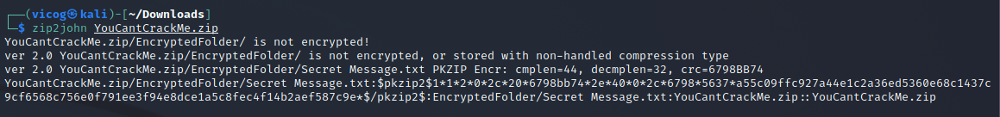 ┌──(vicog㉿kali)-[~/Downloads]
└─$ zip2john YouCantCrackMe.zip
YouCantCrackMe.zip/EncryptedFolder/ is not encrypted!
ver 2.0 YouCantCrackMe.zip/EncryptedFolder/ is not encrypted, or stored with non-handled compression type
ver 2.0 YouCantCrackMe.zip/EncryptedFolder/Secret Message.txt PKZIP Encr: cmplen=44, decmplen=32, crc=6798BB74
YouCantCrackMe.zip/EncryptedFolder/Secret Message.txt:$pkzip2$1*1*2*0*2c*20*6798bb74*2e*40*0*2c*6798*5637*a55c09ffc927a44e1c2a36ed5360e68c1437c
9cf6568c756e0f791ee3f94e8dce1a5c8fec4f14b2aef587c9e*$/pkzip2$:EncryptedFolder/Secret Message.txt:YouCantCrackMe.zip::YouCantCrackMe.zip